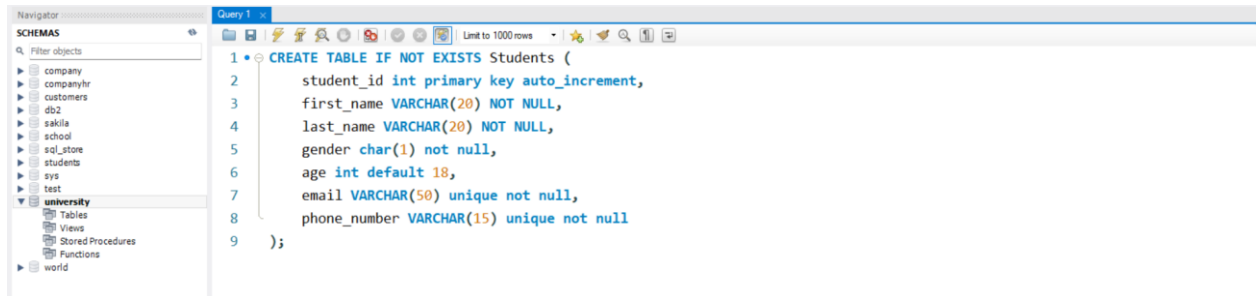 Navigator
SCHEMAS
Filter objects
company
companyhr
customers
db2
sakila
school
sql_store
students
sys
test
university
Tables
Views
Stored Procedures
Functions
world
Query 1
Limit to 1000 rows
1 CREATE TABLE IF NOT EXISTS Students (
2 student_id int primary key auto_increment,
3 first_name VARCHAR(20) NOT NULL,
4 last_name VARCHAR(20) NOT NULL,
5 gender char(1) not null,
6 age int default 18,
7 email VARCHAR(50) unique not null,
8 phone_number VARCHAR(15) unique not null
9 );